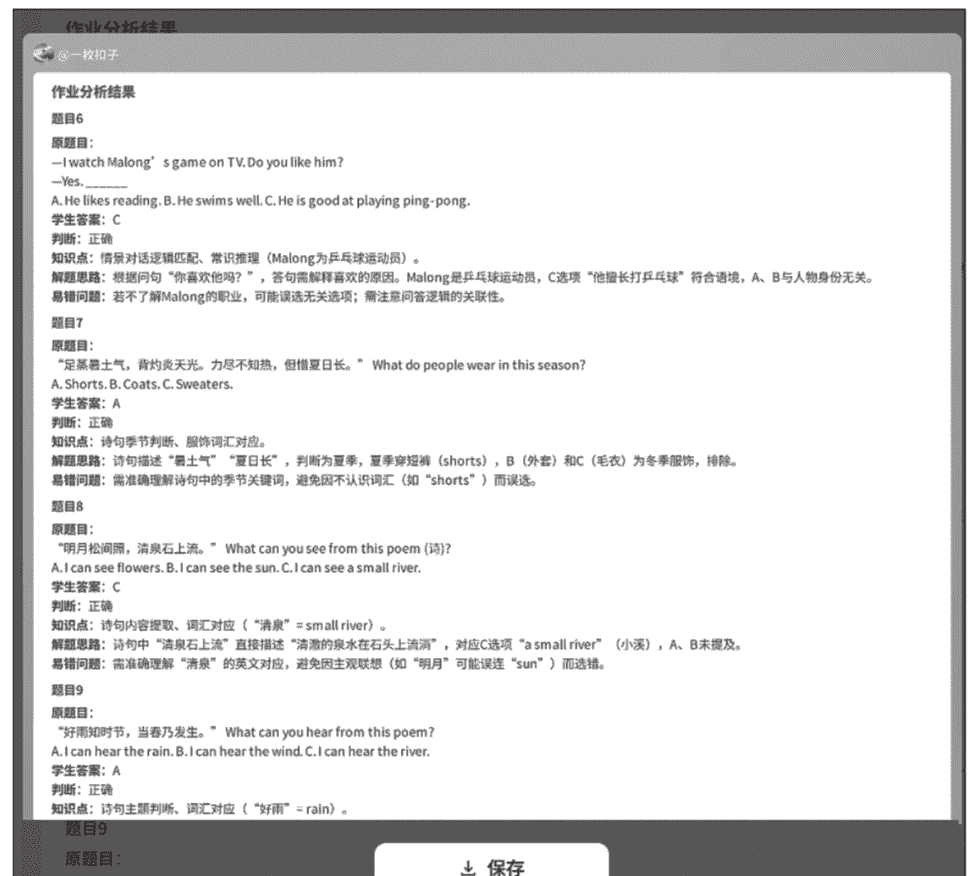 作业分析结果
@一枚扣子
作业分析结果
题目6
原题目：
—I watch Malong' s game on TV. Do you like him?
—Yes. ______
A. He likes reading. B. He swims well. C. He is good at playing ping-pong.
学生答案：C
判断：正确
知识点：情景对话逻辑匹配、常识推理（Malong为乒乓球运动员）。
解题思路：根据问句“你喜欢他吗？”，答句需解释喜欢的原因。Malong是乒乓球运动员，C选项“他擅长打乒乓球”符合语境，A、B与人物身份无关。
易错问题：若不了解Malong的职业，可能误选无关选项；需注意问答逻辑的关联性。
题目7
原题目：
“足蒸暑土气，背灼炎天光。力尽不知热，但惜夏日长。” What do people wear in this season?
A. Shorts. B. Coats. C. Sweaters.
学生答案：A
判断：正确
知识点：诗句季节判断、服饰词汇对应。
解题思路：诗句描述“暑土气”“夏日长”，判断为夏季，夏季穿短裤（shorts），B（外套）和C（毛衣）为冬季服饰，排除。
易错问题：需准确理解诗句中的季节关键词，避免因不认识词汇（如“shorts”）而误选。
题目8
原题目：
“明月松间照，清泉石上流。” What can you see from this poem (诗)?
A. I can see flowers. B. I can see the sun. C. I can see a small river.
学生答案：C
判断：正确
知识点：诗句内容提取、词汇对应（“清泉”= small river）。
解题思路：诗句中“清泉石上流”直接描述“清澈的泉水在石头上流淌”，对应C选项“a small river”（小溪），A、B未提及。
易错问题：需准确理解“清泉”的英文对应，避免因主观联想（如“明月”可能误连“sun”）而选错。
题目9
原题目：
“好雨知时节，当春乃发生。” What can you hear from this poem?
A. I can hear the rain. B. I can hear the wind. C. I can hear the river.
学生答案：A
判断：正确
知识点：诗句主题判断、词汇对应（“好雨”= rain）。
题目9
原题目：
保存